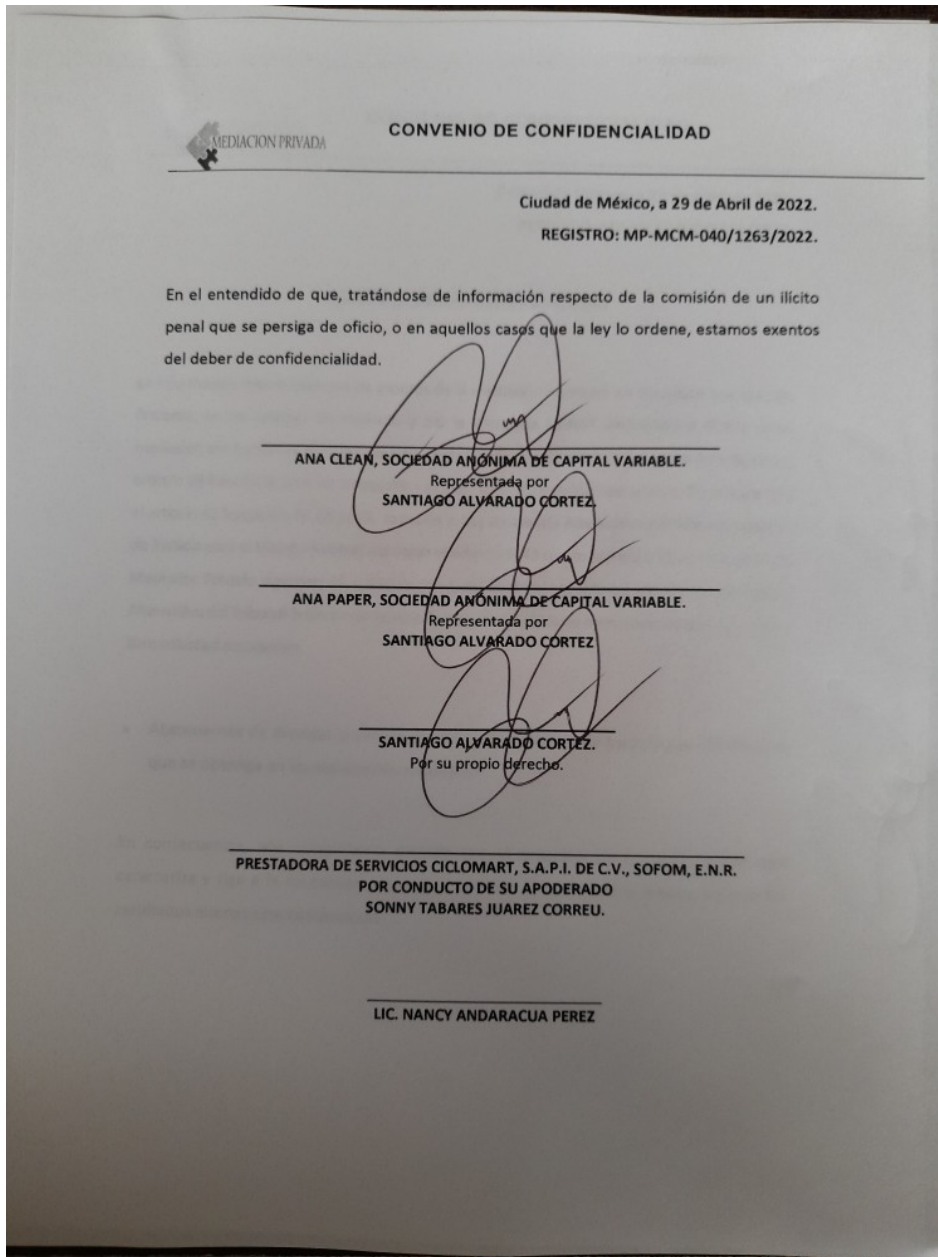 MEDIACION PRIVADA
CONVENIO DE CONFIDENCIALIDAD
Ciudad de México, a 29 de Abril de 2022.
REGISTRO: MP-MCM-040/1263/2022.
En el entendido de que, tratándose de información respecto de la comisión de un ilícito
penal que se persiga de oficio, o en aquellos casos que la ley lo ordene, estamos exentos
del deber de confidencialidad.
ANA CLEAN, SOCIEDAD ANÓNIMA DE CAPITAL VARIABLE.
Representada por
SANTIAGO ALVARADO CORTEZ
ANA PAPER, SOCIEDAD ANÓNIMA DE CAPITAL VARIABLE.
Representada por
SANTIAGO ALVARADO CORTEZ
SANTIAGO ALVARADO CORTEZ.
Por su propio derecho.
PRESTADORA DE SERVICIOS CICLOMART, S.A.P.I. DE C.V., SOFOM, E.N.R.
POR CONDUCTO DE SU APODERADO
SONNY TABARES JUAREZ CORREU.
LIC. NANCY ANDARACUA PEREZ